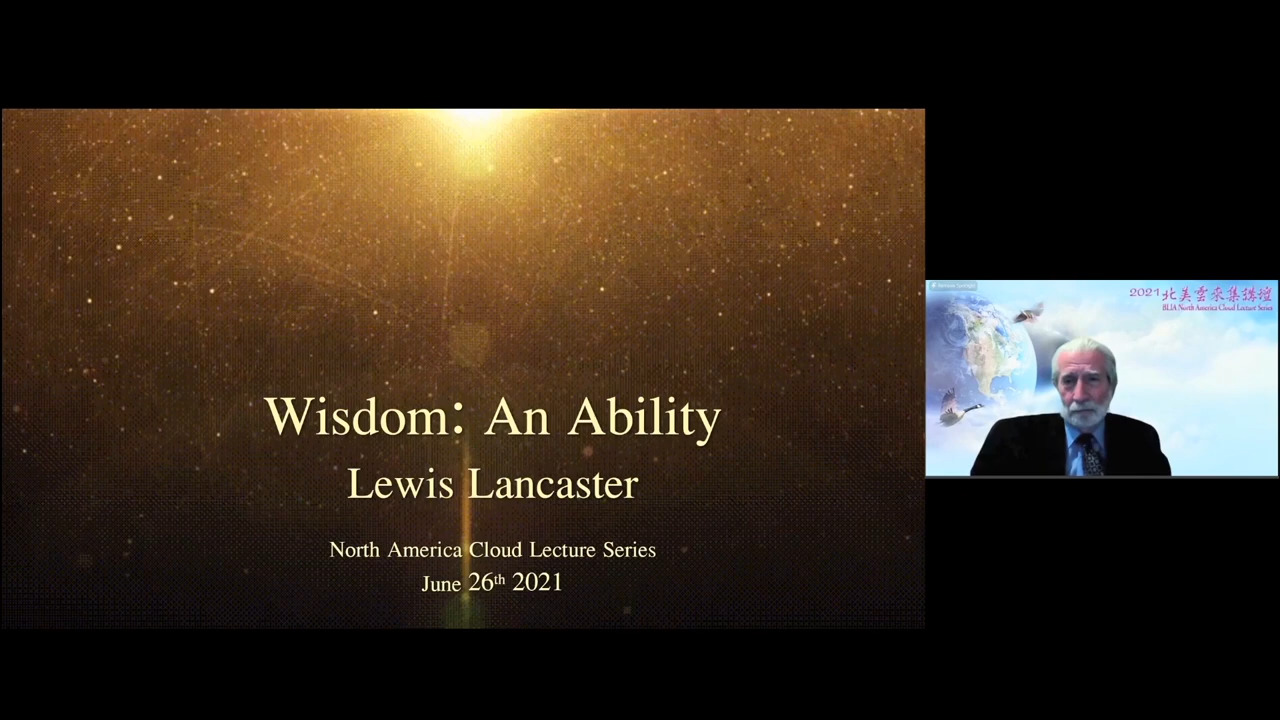 Wisdom: An Ability
Lewis Lancaster
North America Cloud Lecture Series
June 26th 2021
2021北美雲來集講壇
BLIA North America Cloud Lecture Series